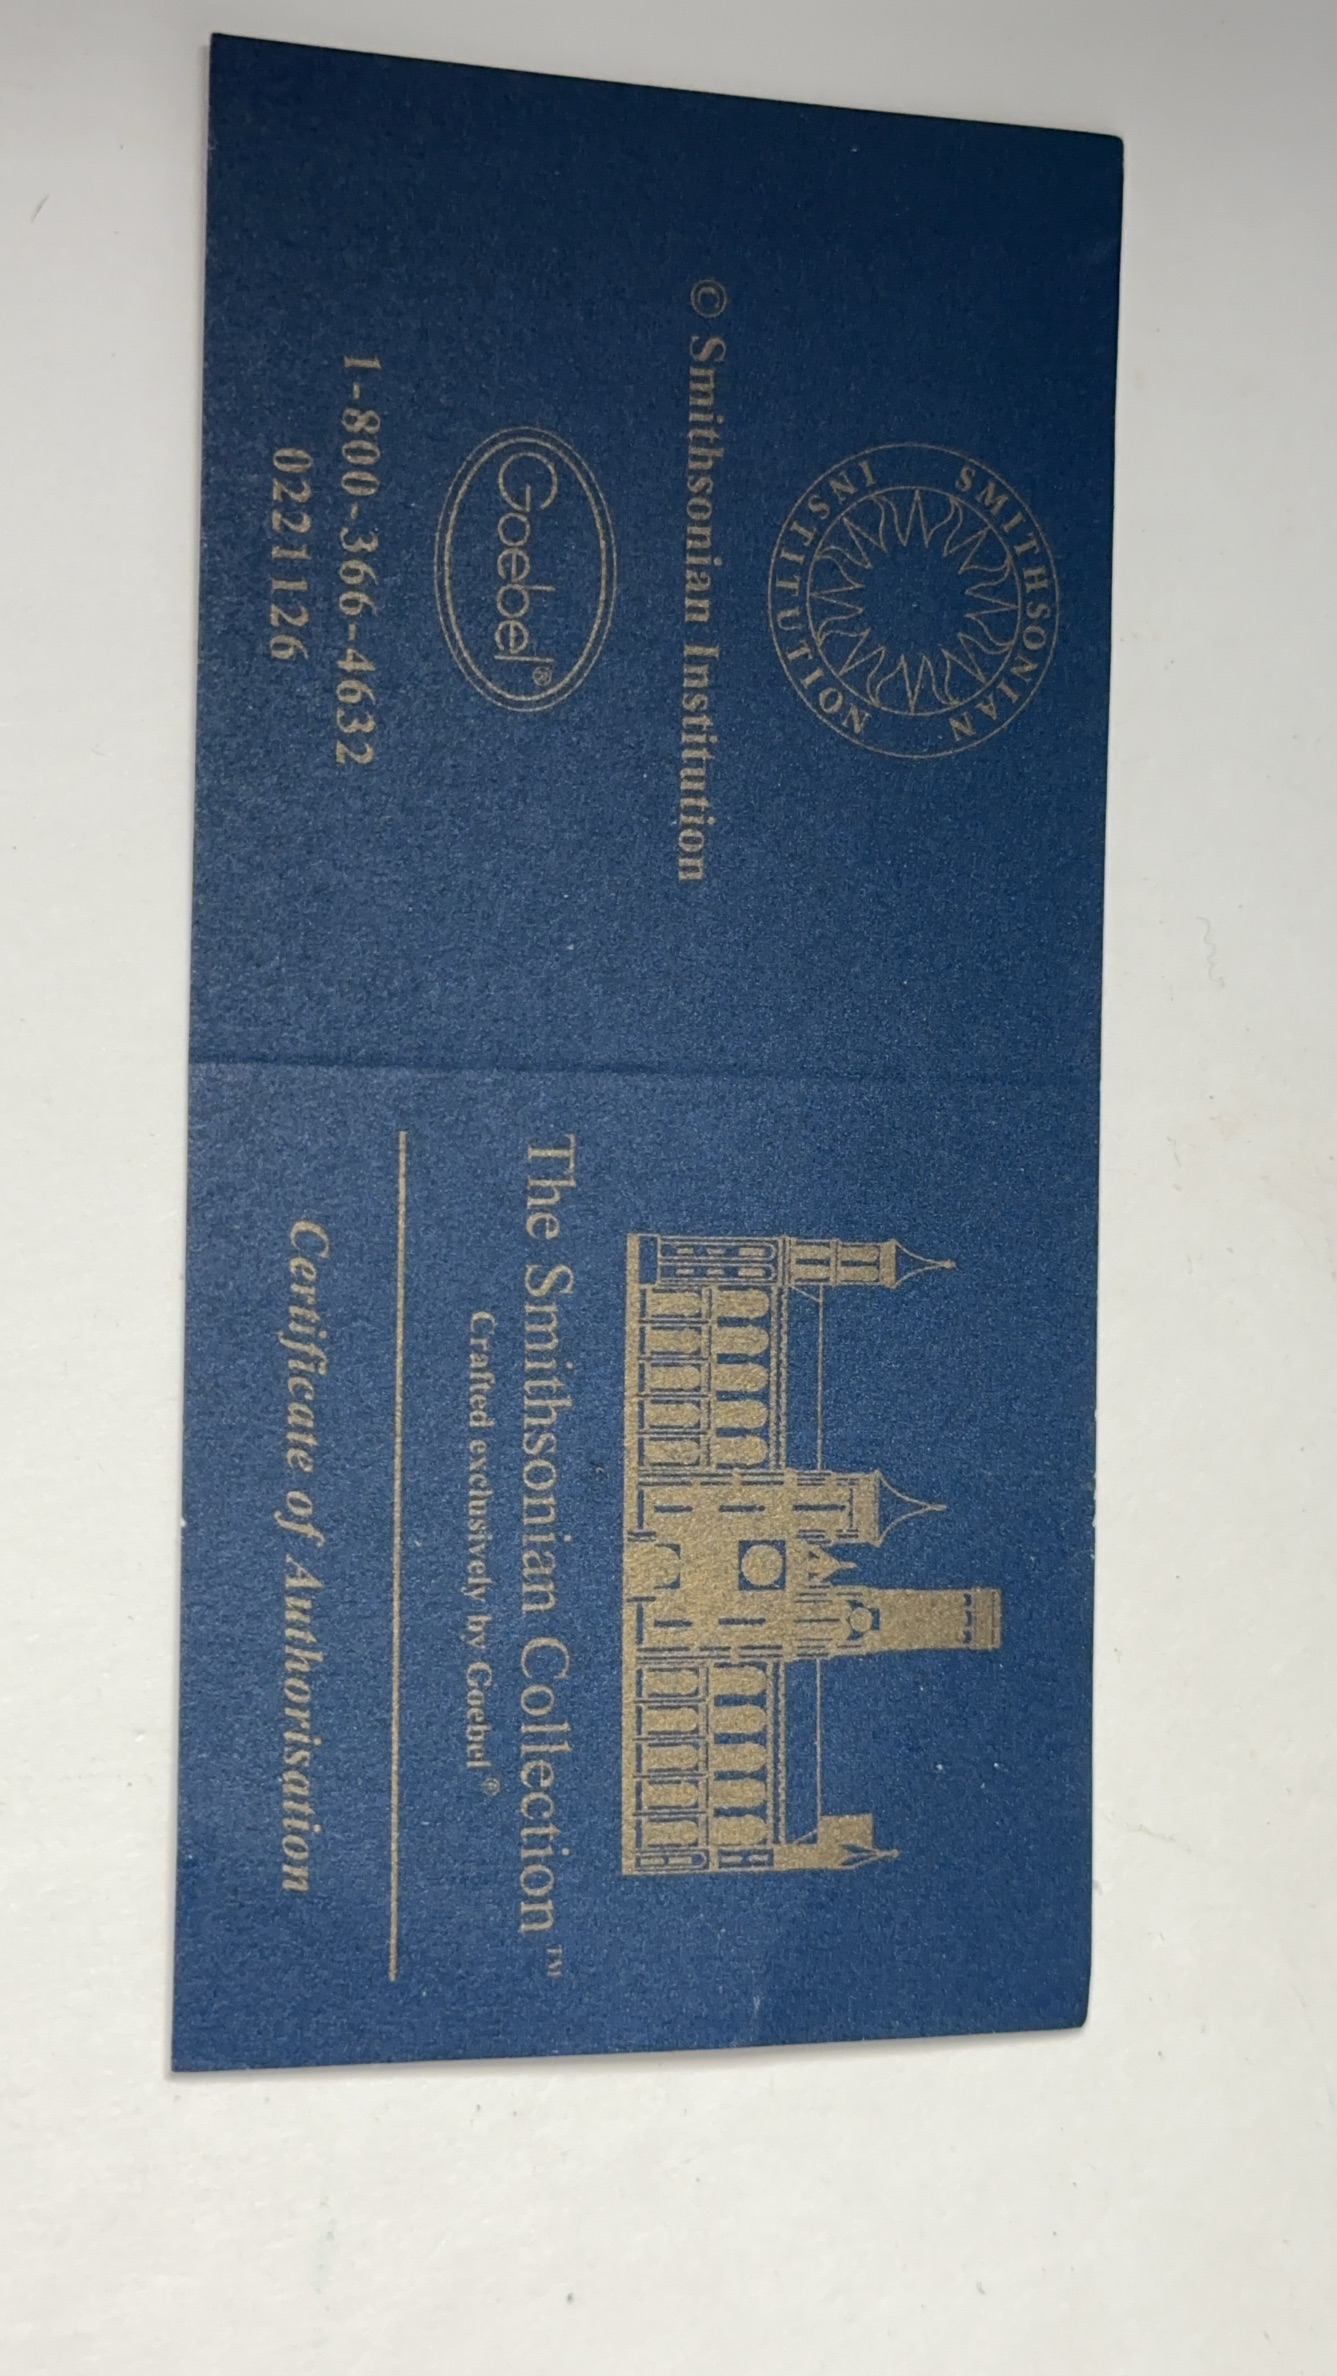 SMITHSONIAN
INSTITUTION
© Smithsonian Institution
Goebel®
1-800-366-4632
0221126
The Smithsonian Collection™
Crafted exclusively by Goebel®
Certificate of Authorisation